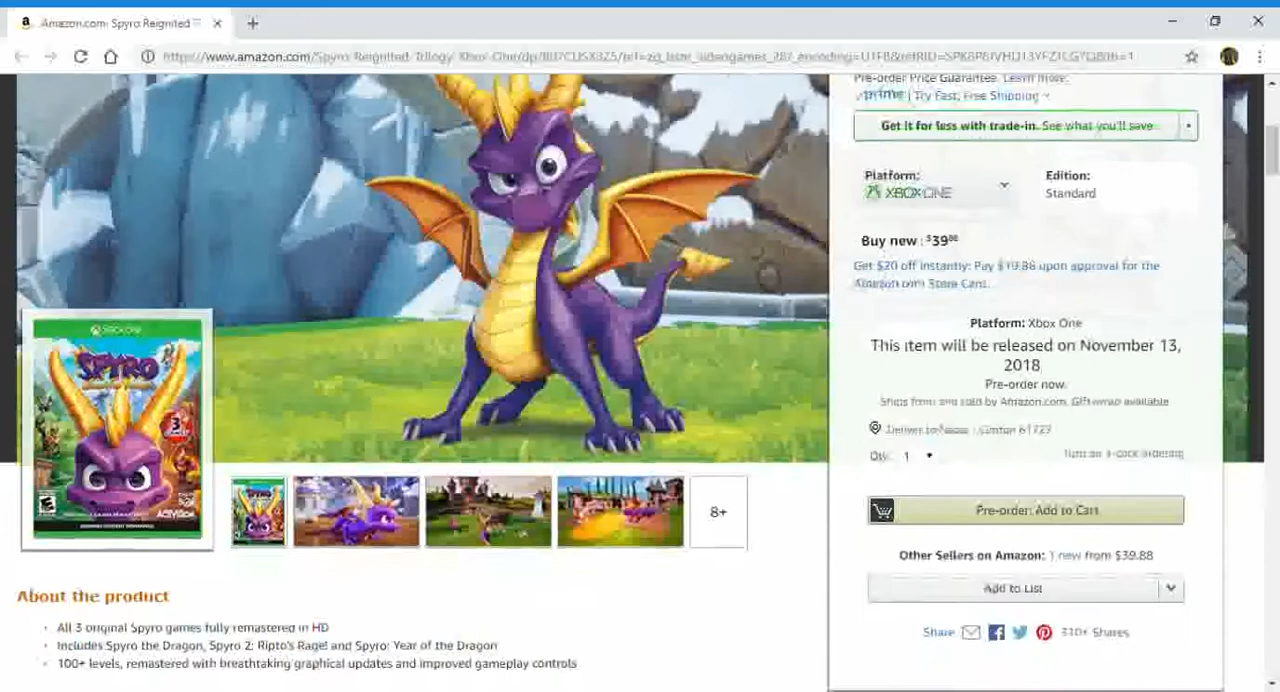 Amazon.com: Spyro Reignited
Pre-order Price Guarantee. Learn more.
prime | Try Fast, Free Shipping
Get it for less with trade-in. See what you'll save
Platform:
XBOX ONE
Edition:
Standard
Buy new : $39.88
Get $20 off instantly: Pay $19.88 upon approval for the
Amazon.com Store Card.
Platform: Xbox One
This item will be released on November 13,
2018
Pre-order now.
Ships from and sold by Amazon.com. Gift-wrap available
Deliver to Clinton 61727
Qty: 1
Turn on 1-click ordering
Pre-order: Add to Cart
Other Sellers on Amazon: 1 new from $39.88
Add to List
Share 310+ Shares
XBOX ONE
SPYRO
3
ACTIVISION
8+
About the product
All 3 original Spyro games fully remastered in HD
Includes Spyro the Dragon, Spyro 2: Ripto's Rage! and Spyro: Year of the Dragon
100+ levels, remastered with breathtaking graphical updates and improved gameplay controls